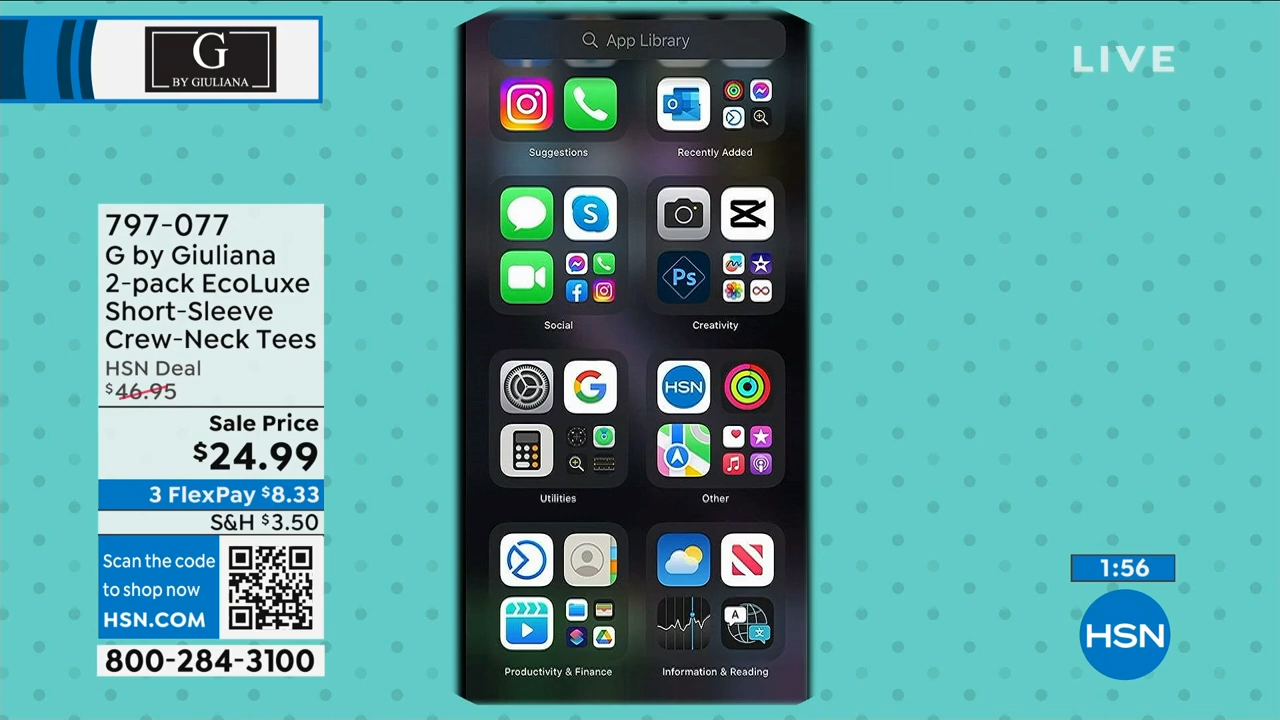 G
BY GIULIANA
App Library
LIVE
Suggestions
Recently Added
797-077
G by Giuliana
2-pack EcoLuxe
Short-Sleeve
Crew-Neck Tees
HSN Deal
$46.95
Sale Price
$24.99
3 FlexPay $8.33
S&H $3.50
Scan the code
to shop now
HSN.COM
800-284-3100
S
Ps
Social
Creativity
G
HSN
Utilities
Other
A
文
Productivity & Finance
Information & Reading
1:56
HSN